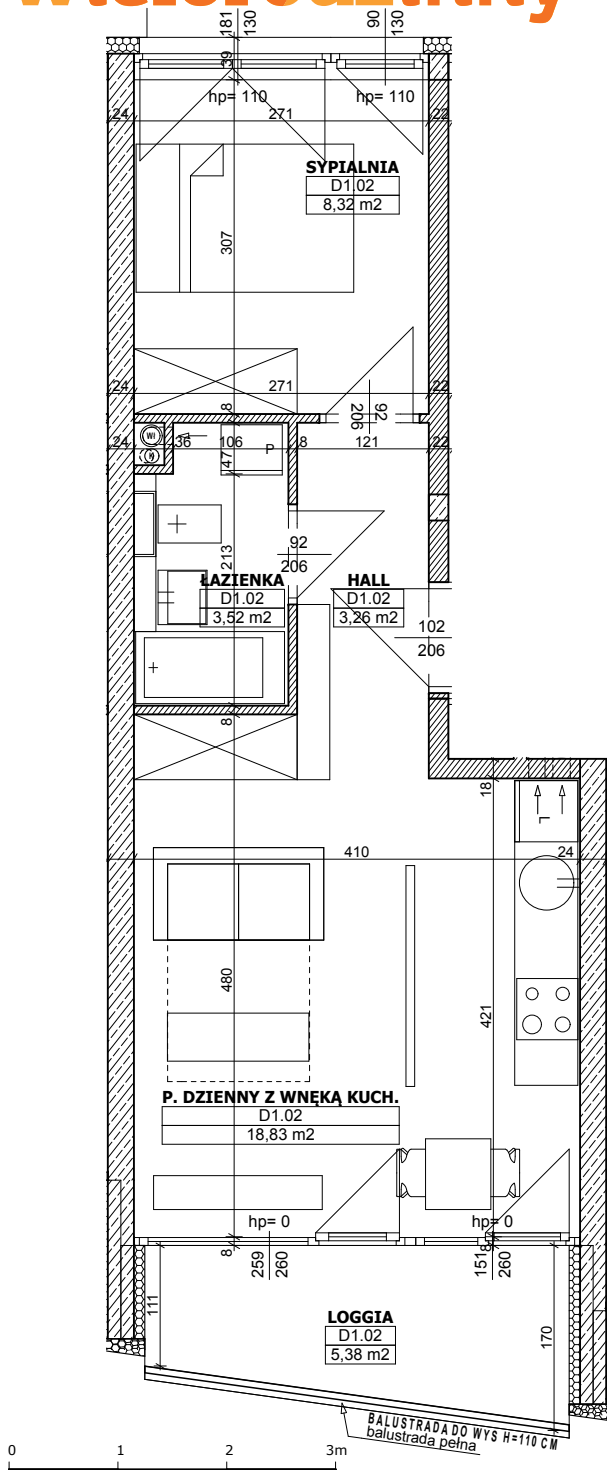 wielorodzinny
181
130
90
130
39
hp= 110
hp= 110
24
271
22
SYPIALNIA
D1.02
8,32 m2
307
24
271
22
8
92
206
24
WI
K
36
106
8
121
22
47
P
213
92
206
ŁAZIENKA
D1.02
3,52 m2
HALL
D1.02
3,26 m2
102
206
8
18
L
410
24
480
421
P. DZIENNY Z WNĘKĄ KUCH.
D1.02
18,83 m2
hp= 0
hp= 0
8
259
260
151
8
260
111
170
LOGGIA
D1.02
5,38 m2
BALUSTRADA DO WYS H=110 CM
balustrada pełna
0 1 2 3m